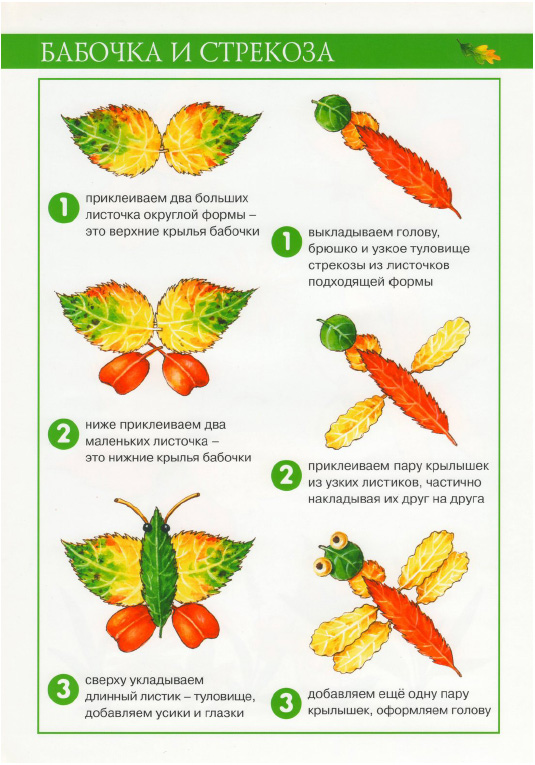 БАБОЧКА И СТРЕКОЗА
1
приклеиваем два больших
листочка округлой формы –
это верхние крылья бабочки
2
ниже приклеиваем два
маленьких листочка –
это нижние крылья бабочки
3
сверху укладываем
длинный листик – туловище,
добавляем усики и глазки
1
выкладываем голову,
брюшко и узкое туловище
стрекозы из листочков
подходящей формы
2
приклеиваем пару крылышек
из узких листиков, частично
накладывая их друг на друга
3
добавляем ещё одну пару
крылышек, оформляем голову